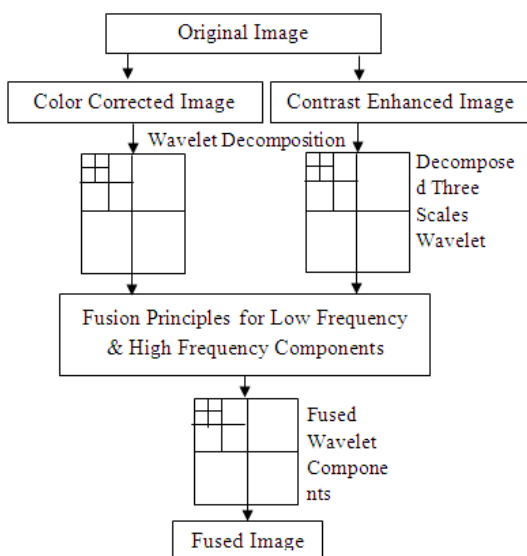 Original Image
Color Corrected Image
Contrast Enhanced Image
Wavelet Decomposition
Decompose
d Three
Scales
Wavelet
Fusion Principles for Low Frequency
& High Frequency Components
Fused
Wavelet
Compone
nts
Fused Image